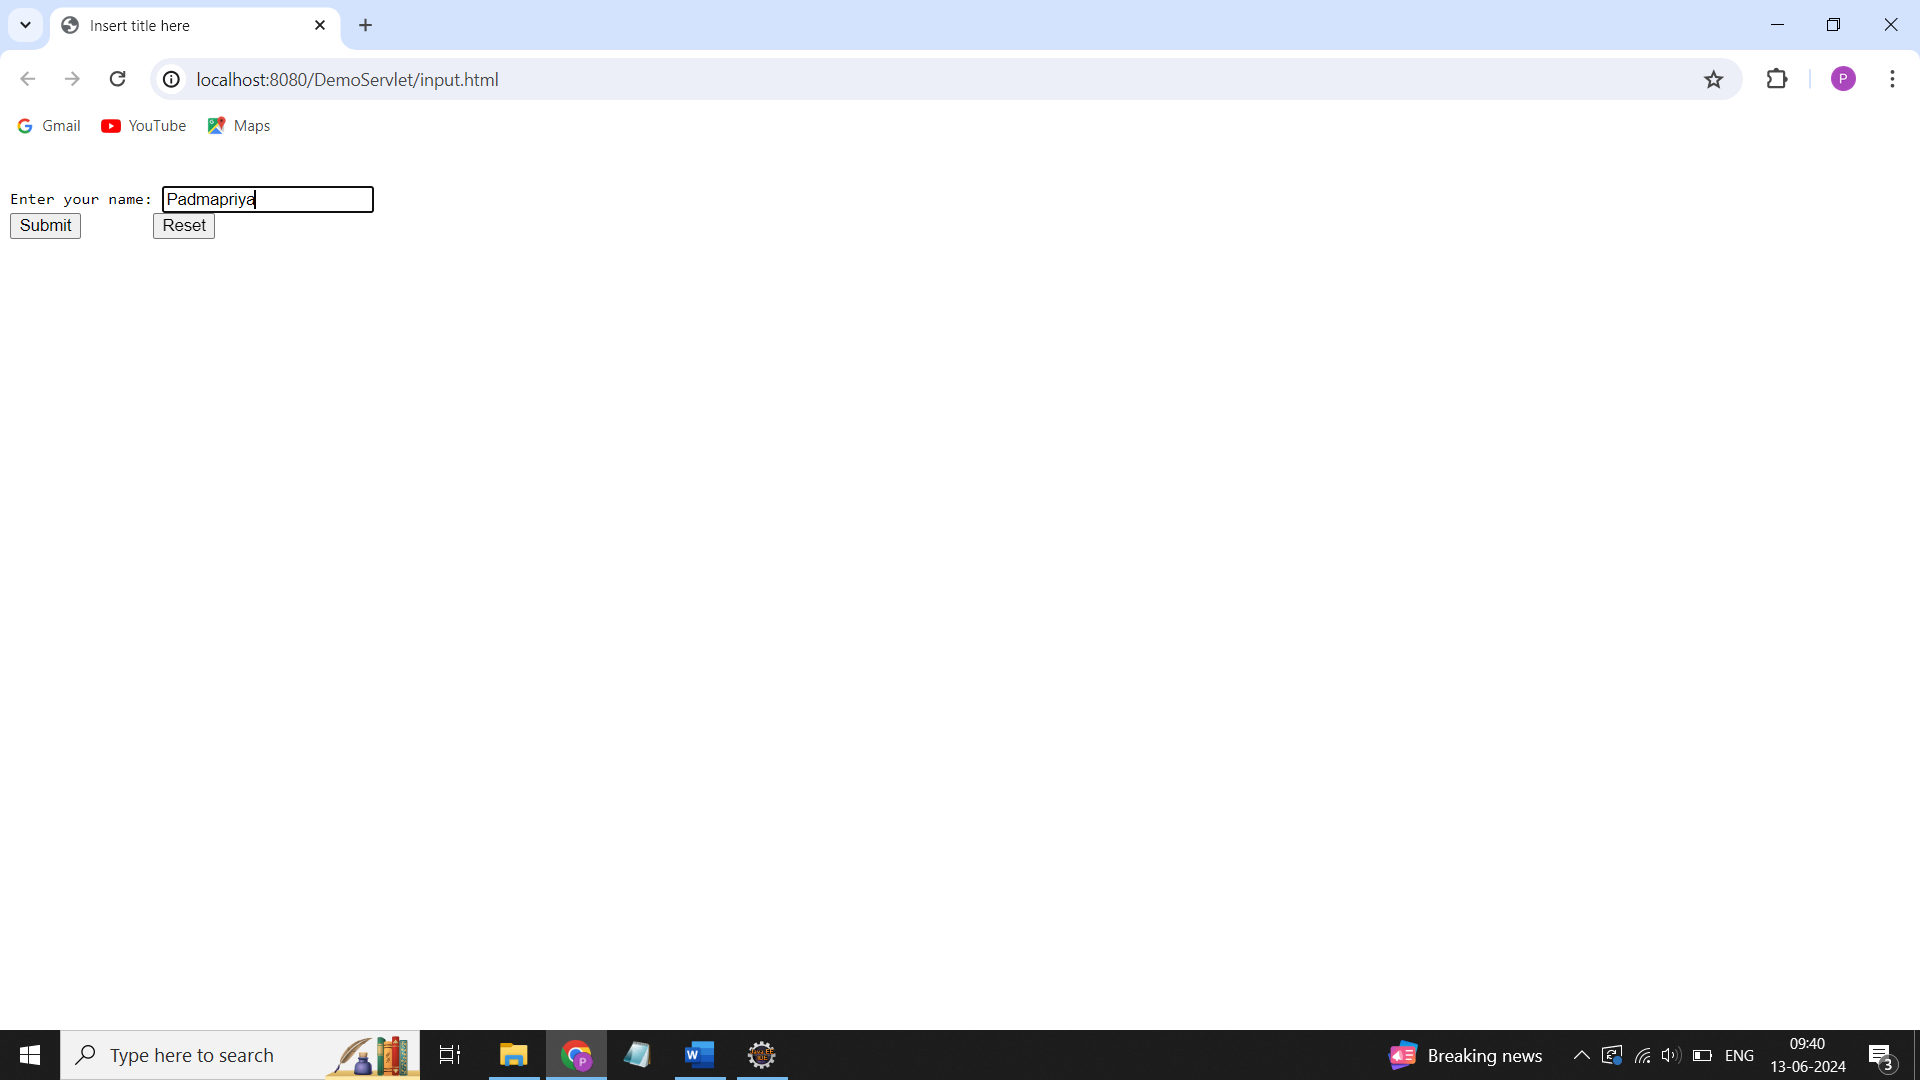 Insert title here
localhost:8080/DemoServlet/input.html
P
Gmail
YouTube
Maps
Enter your name: Padmapriya
Submit
Reset
Type here to search
P
W
Breaking news
ENG
09:40
13-06-2024
3